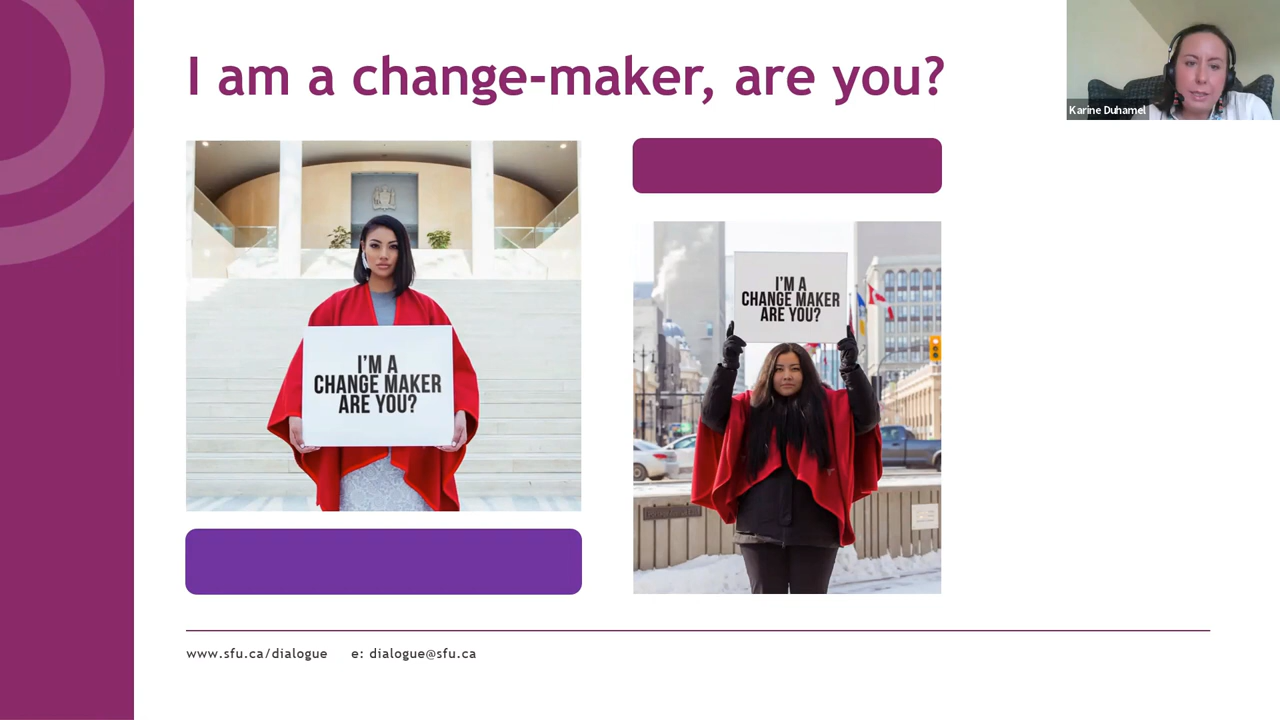 I am a change-maker, are you?
Karine Duhamel
I'M A
CHANGE MAKER
ARE YOU?
I'M A
CHANGE MAKER
ARE YOU?
www.sfu.ca/dialogue e: dialogue@sfu.ca